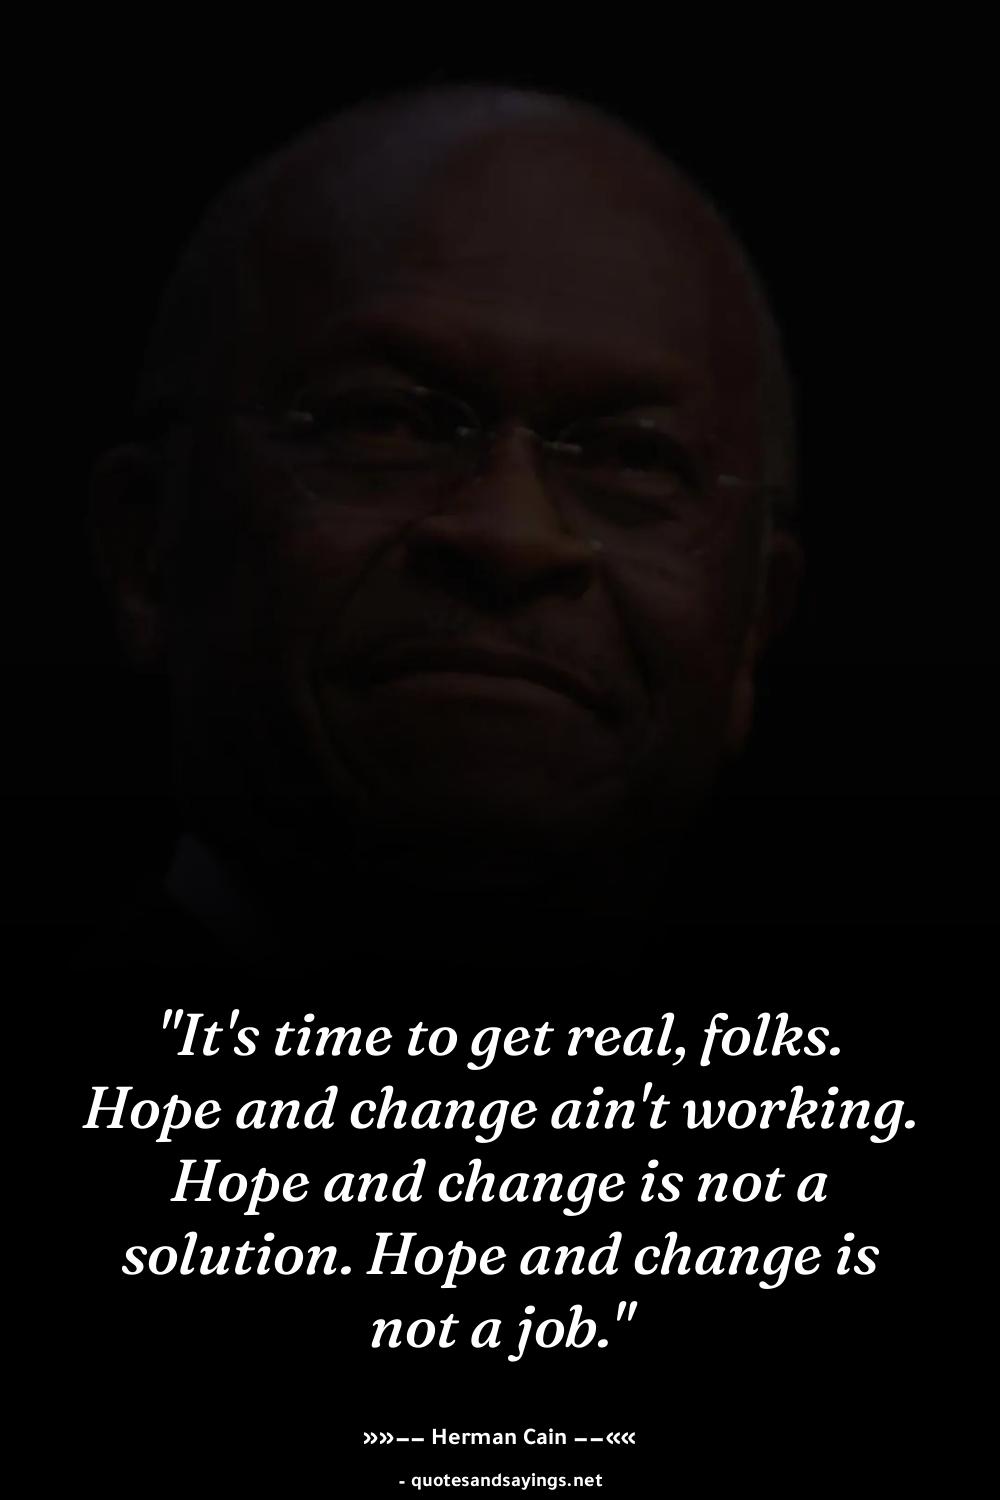 "It's time to get real, folks.
Hope and change ain't working.
Hope and change is not a
solution. Hope and change is
not a job."
»»−− Herman Cain −−««
- quotesandsayings.net